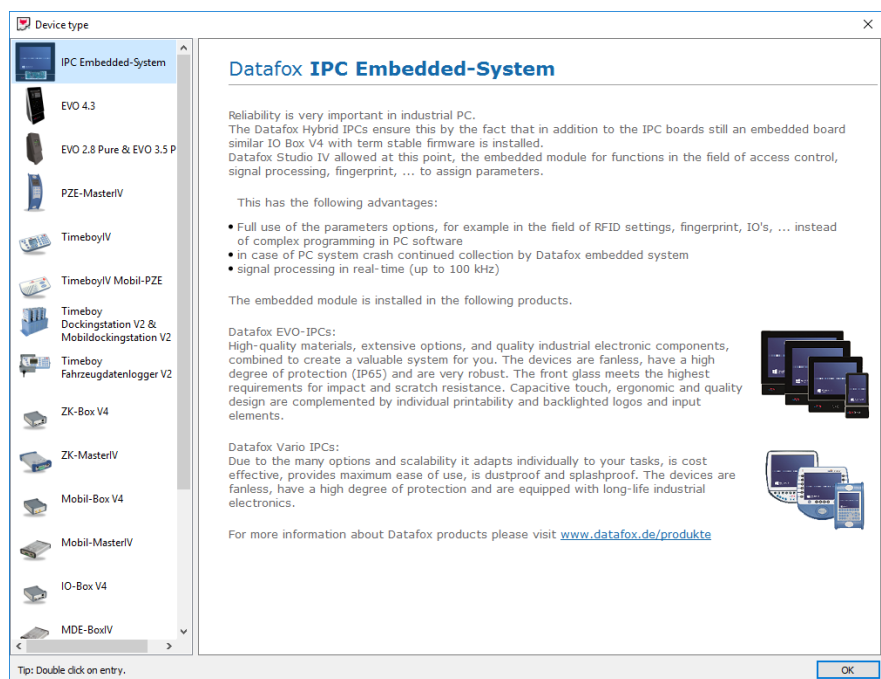 Device type
IPC Embedded-System
EVO 4.3
EVO 2.8 Pure & EVO 3.5 P
PZE-MasterIV
TimeboyIV
TimeboyIV Mobil-PZE
Timeboy
Dockingstation V2 &
Mobildockingstation V2
Timeboy
Fahrzeugdatenlogger V2
ZK-Box V4
ZK-MasterIV
Mobil-Box V4
Mobil-MasterIV
IO-Box V4
MDE-BoxIV
Datafox IPC Embedded-System
Reliability is very important in industrial PC.
The Datafox Hybrid IPCs ensure this by the fact that in addition to the IPC boards still an embedded board
similar IO Box V4 with term stable firmware is installed.
Datafox Studio IV allowed at this point, the embedded module for functions in the field of access control,
signal processing, fingerprint, ... to assign parameters.
This has the following advantages:
• Full use of the parameters options, for example in the field of RFID settings, fingerprint, IO's, ... instead
of complex programming in PC software
• in case of PC system crash continued collection by Datafox embedded system
• signal processing in real-time (up to 100 kHz)
The embedded module is installed in the following products.
Datafox EVO-IPCs:
High-quality materials, extensive options, and quality industrial electronic components,
combined to create a valuable system for you. The devices are fanless, have a high
degree of protection (IP65) and are very robust. The front glass meets the highest
requirements for impact and scratch resistance. Capacitive touch, ergonomic and quality
design are complemented by individual printability and backlighted logos and input
elements.
Datafox Vario IPCs:
Due to the many options and scalability it adapts individually to your tasks, is cost
effective, provides maximum ease of use, is dustproof and splashproof. The devices are
fanless, have a high degree of protection and are equipped with long-life industrial
electronics.
For more information about Datafox products please visit www.datafox.de/produkte
Tip: Double click on entry.
OK